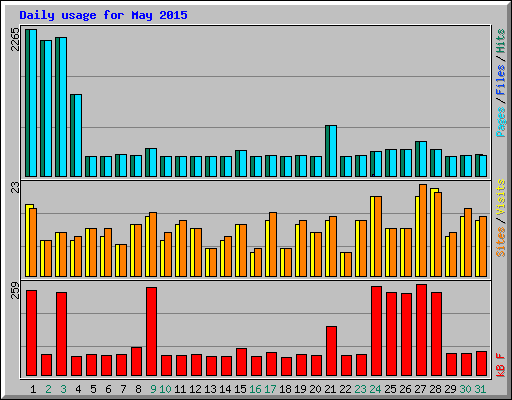 Daily usage for May 2015
2265
Pages / Files / Hits
23
Sites / Visits
259
kB F
1 2 3 4 5 6 7 8 9 10 11 12 13 14 15 16 17 18 19 20 21 22 23 24 25 26 27 28 29 30 31